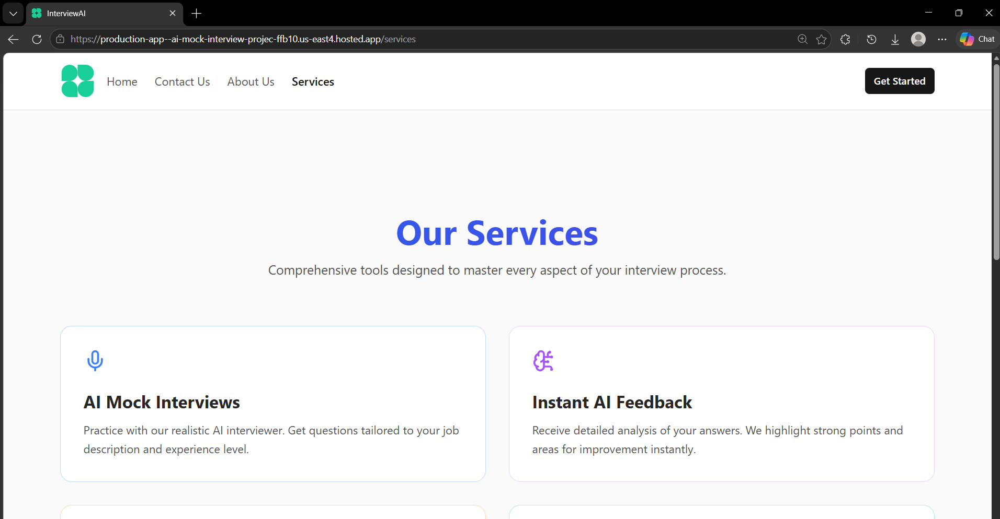 InterviewAI
https://production-app--ai-mock-interview-projec-ffb10.us-east4.hosted.app/services
Chat
Home Contact Us About Us Services
Get Started
Our Services
Comprehensive tools designed to master every aspect of your interview process.
AI Mock Interviews
Practice with our realistic AI interviewer. Get questions tailored to your job
description and experience level.
Instant AI Feedback
Receive detailed analysis of your answers. We highlight strong points and
areas for improvement instantly.